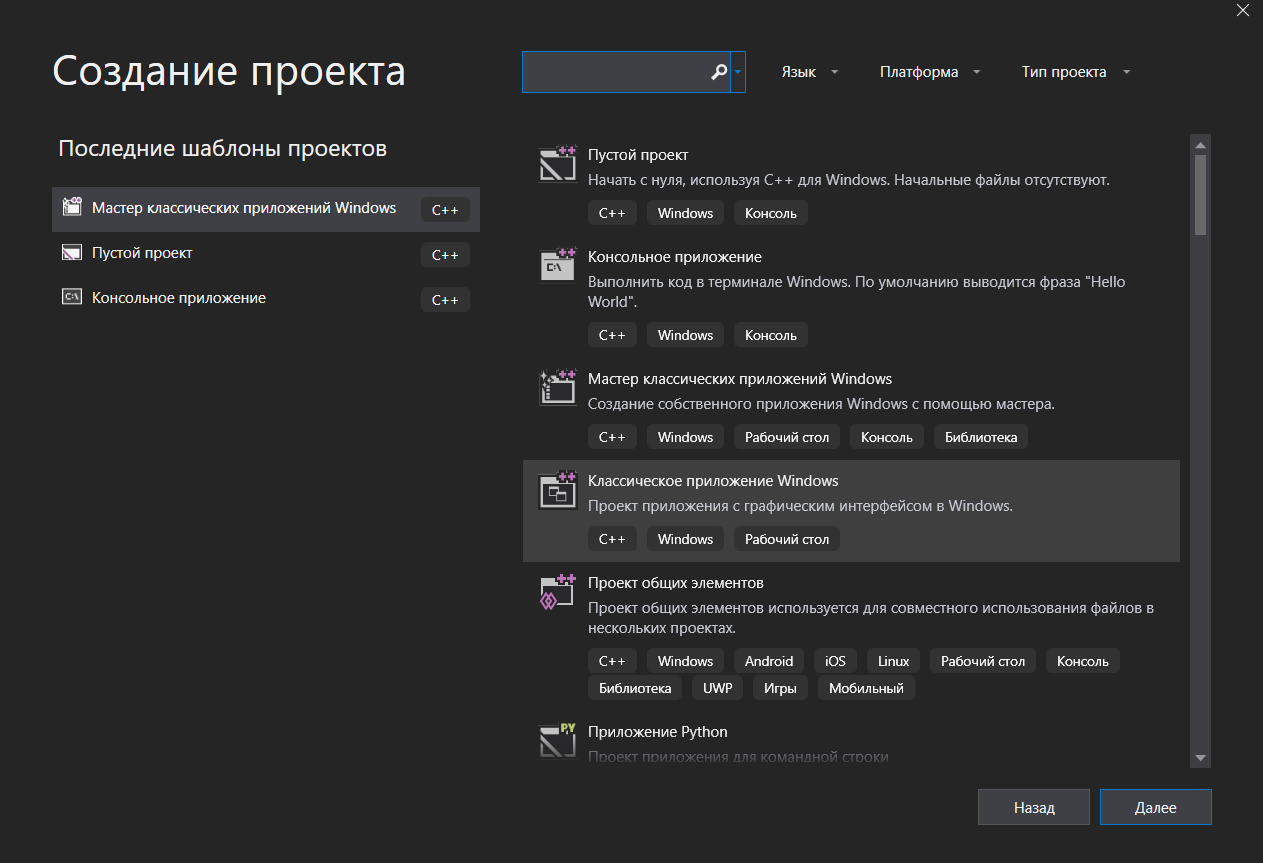 Создание проекта
Язык
Платформа
Тип проекта
Последние шаблоны проектов
Мастер классических приложений Windows C++
Пустой проект C++
Консольное приложение C++
Пустой проект
Начать с нуля, используя C++ для Windows. Начальные файлы отсутствуют.
C++ Windows Консоль
Консольное приложение
Выполнить код в терминале Windows. По умолчанию выводится фраза "Hello
World".
C++ Windows Консоль
Мастер классических приложений Windows
Создание собственного приложения Windows с помощью мастера.
C++ Windows Рабочий стол Консоль Библиотека
Классическое приложение Windows
Проект приложения с графическим интерфейсом в Windows.
C++ Windows Рабочий стол
Проект общих элементов
Проект общих элементов используется для совместного использования файлов в
нескольких проектах.
C++ Windows Android iOS Linux Рабочий стол Консоль
Библиотека UWP Игры Мобильный
PY
Приложение Python
Проект приложения для командной строки
Назад
Далее